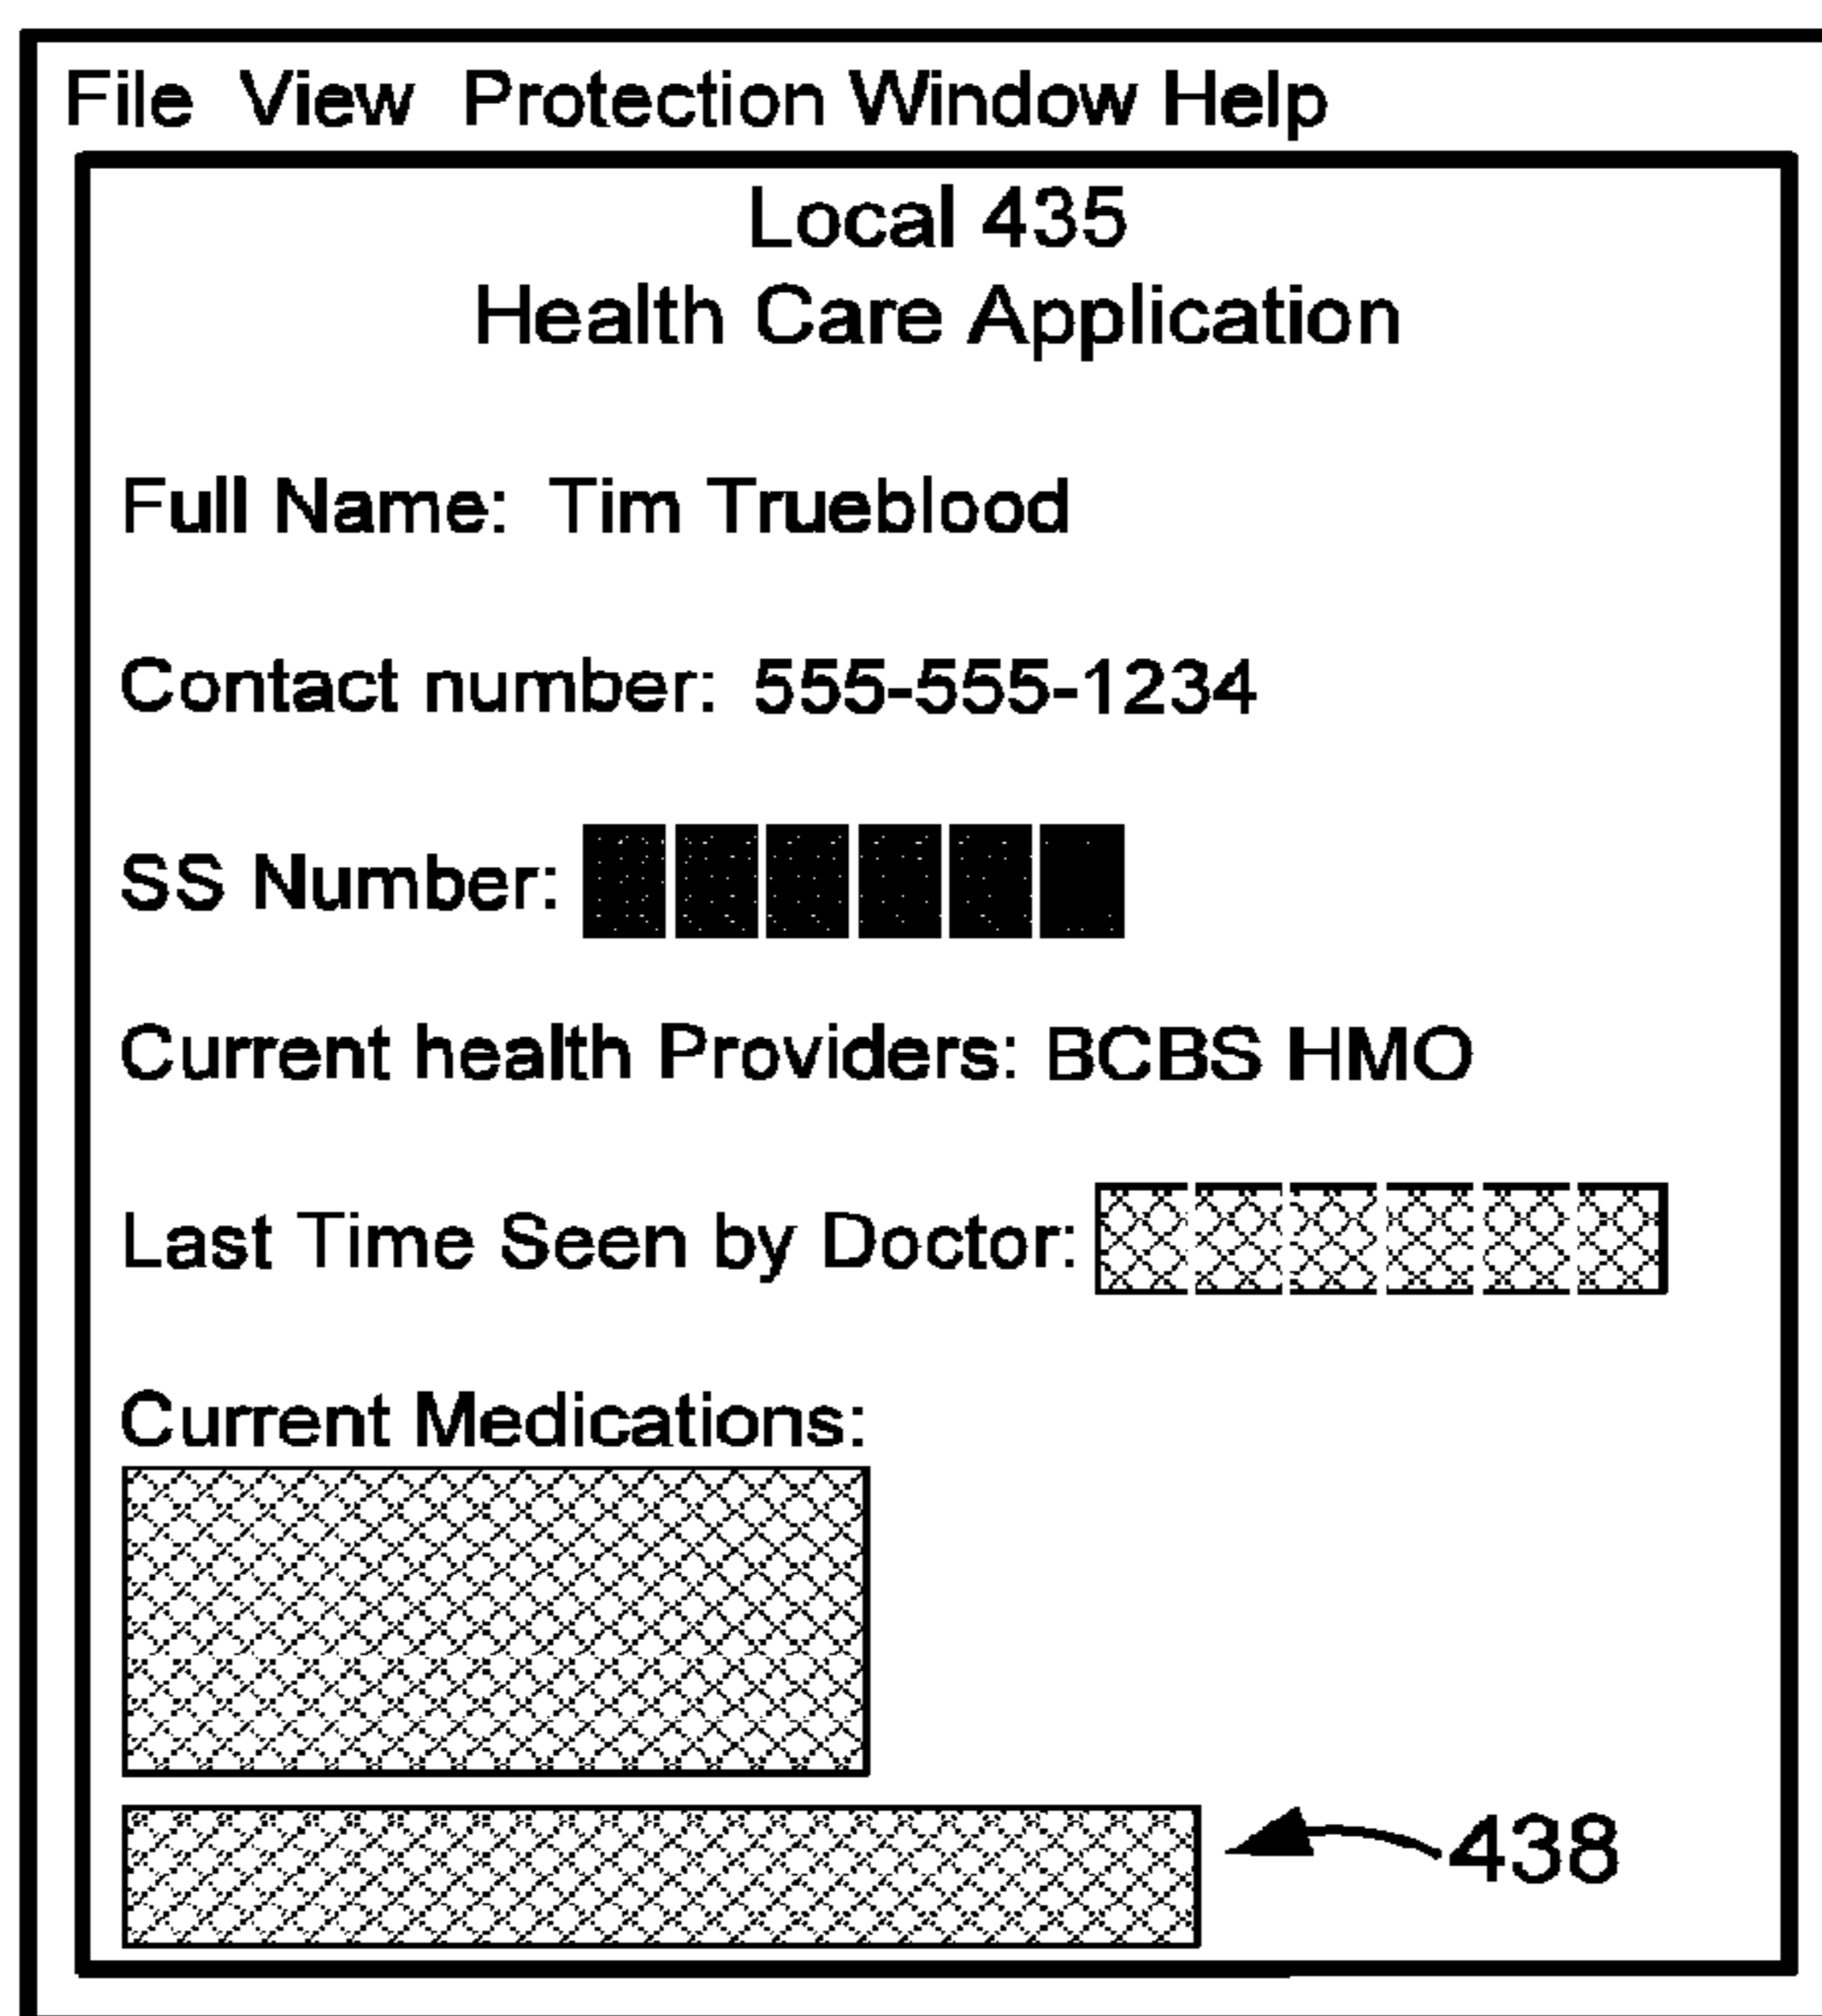 File View Protection Window Help
Local 435
Health Care Application
Full Name: Tim Trueblood
Contact number: 555-555-1234
SS Number:
Current health Providers: BCBS HMO
Last Time Seen by Doctor:
Current Medications:
438